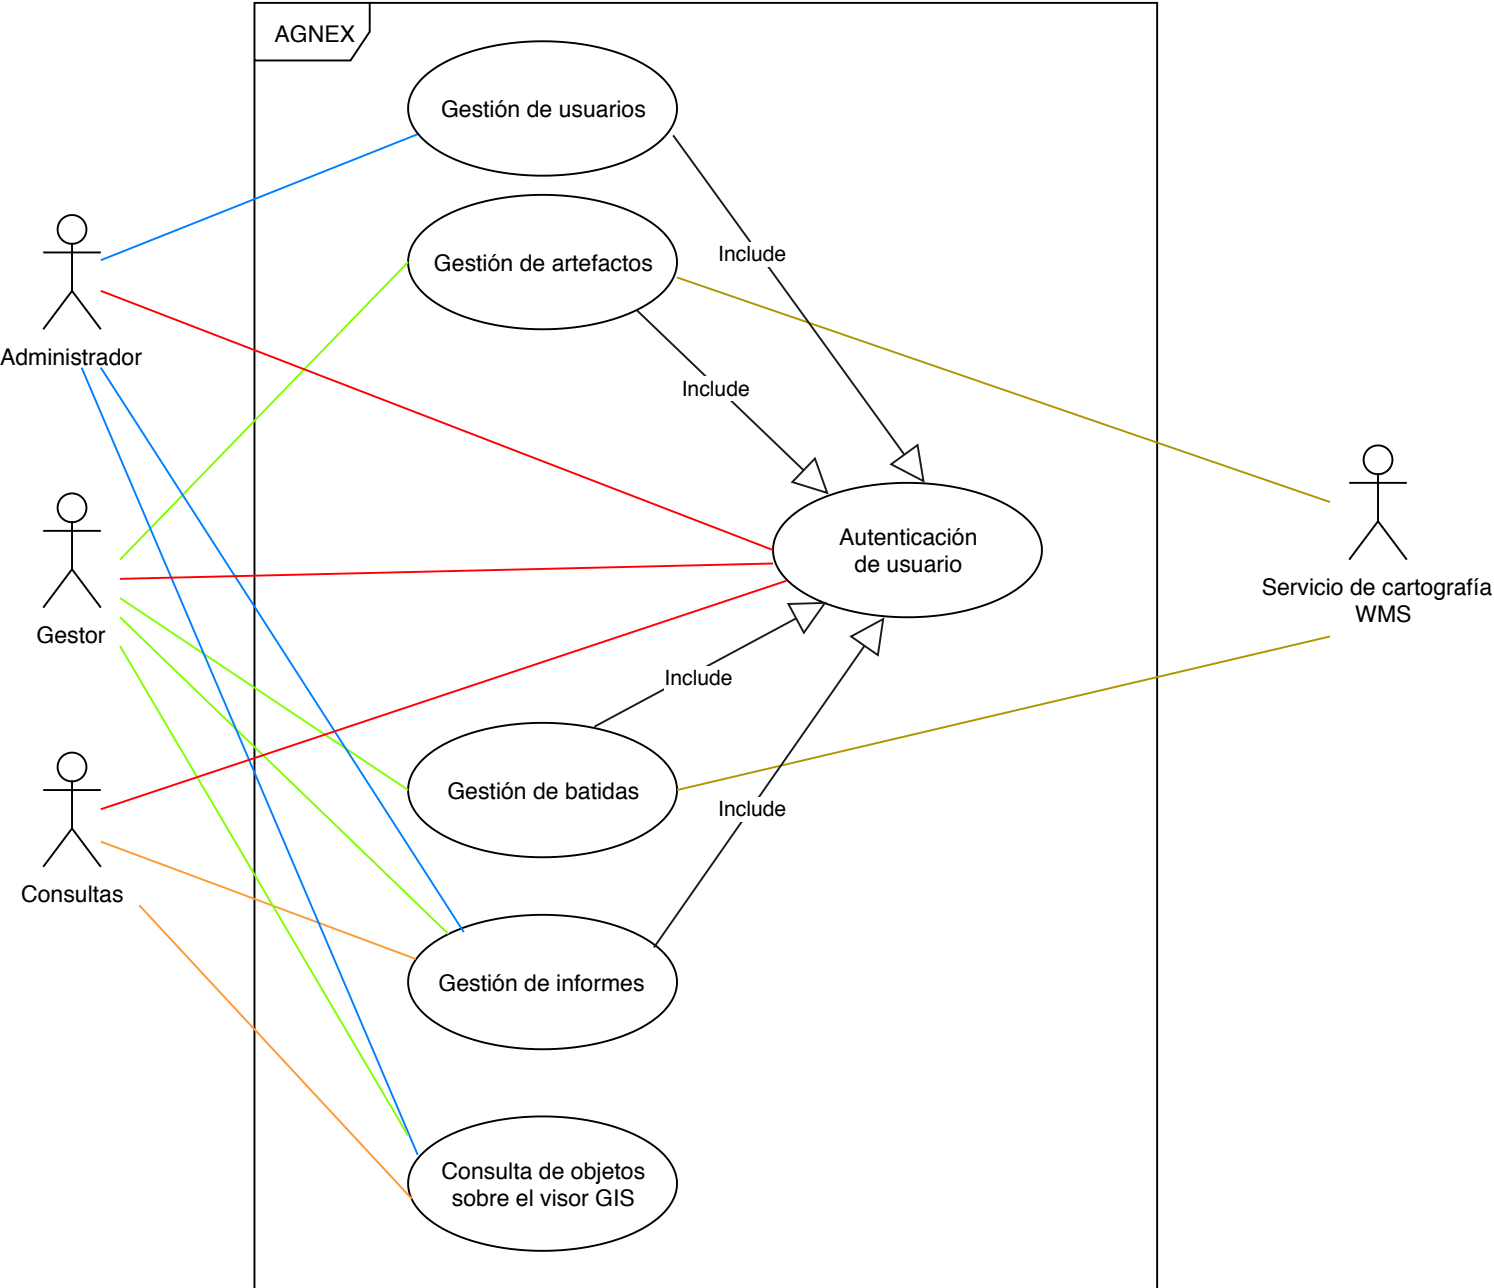 AGNEX
Gestión de usuarios
Gestión de artefactos
Include
Administrador
Include
Autenticación
de usuario
Servicio de cartografía
WMS
Gestor
Include
Gestión de batidas
Include
Consultas
Gestión de informes
Consulta de objetos
sobre el visor GIS